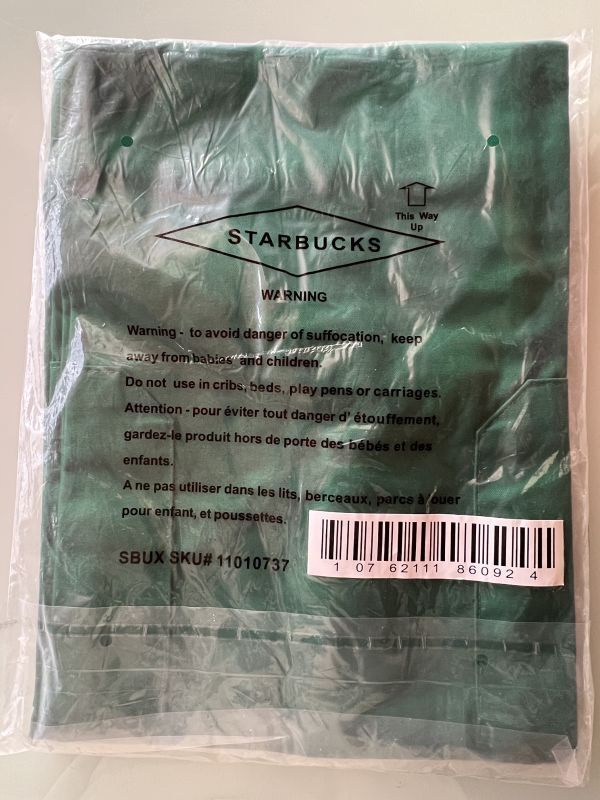 This Way
Up
STARBUCKS
WARNING
Warning - to avoid danger of suffocation, keep
away from babies and children.
Do not use in cribs, beds, play pens or carriages.
Attention - pour éviter tout danger d' étouffement,
gardez-le produit hors de porte des bébés et des
enfants.
A ne pas utiliser dans les lits, berceaux, parcs à jouer
pour enfant, et poussettes.
SBUX SKU# 11010737
1 07 62111 86092 4